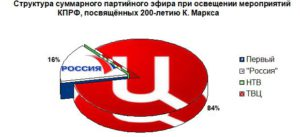 Структура суммарного партийного эфира при освещении мероприятий
КПРФ, посвящённых 200-летию К. Маркса
16%
РОССИЯ
Ц
84%
Первый
"Россия"
НТВ
ТВЦ